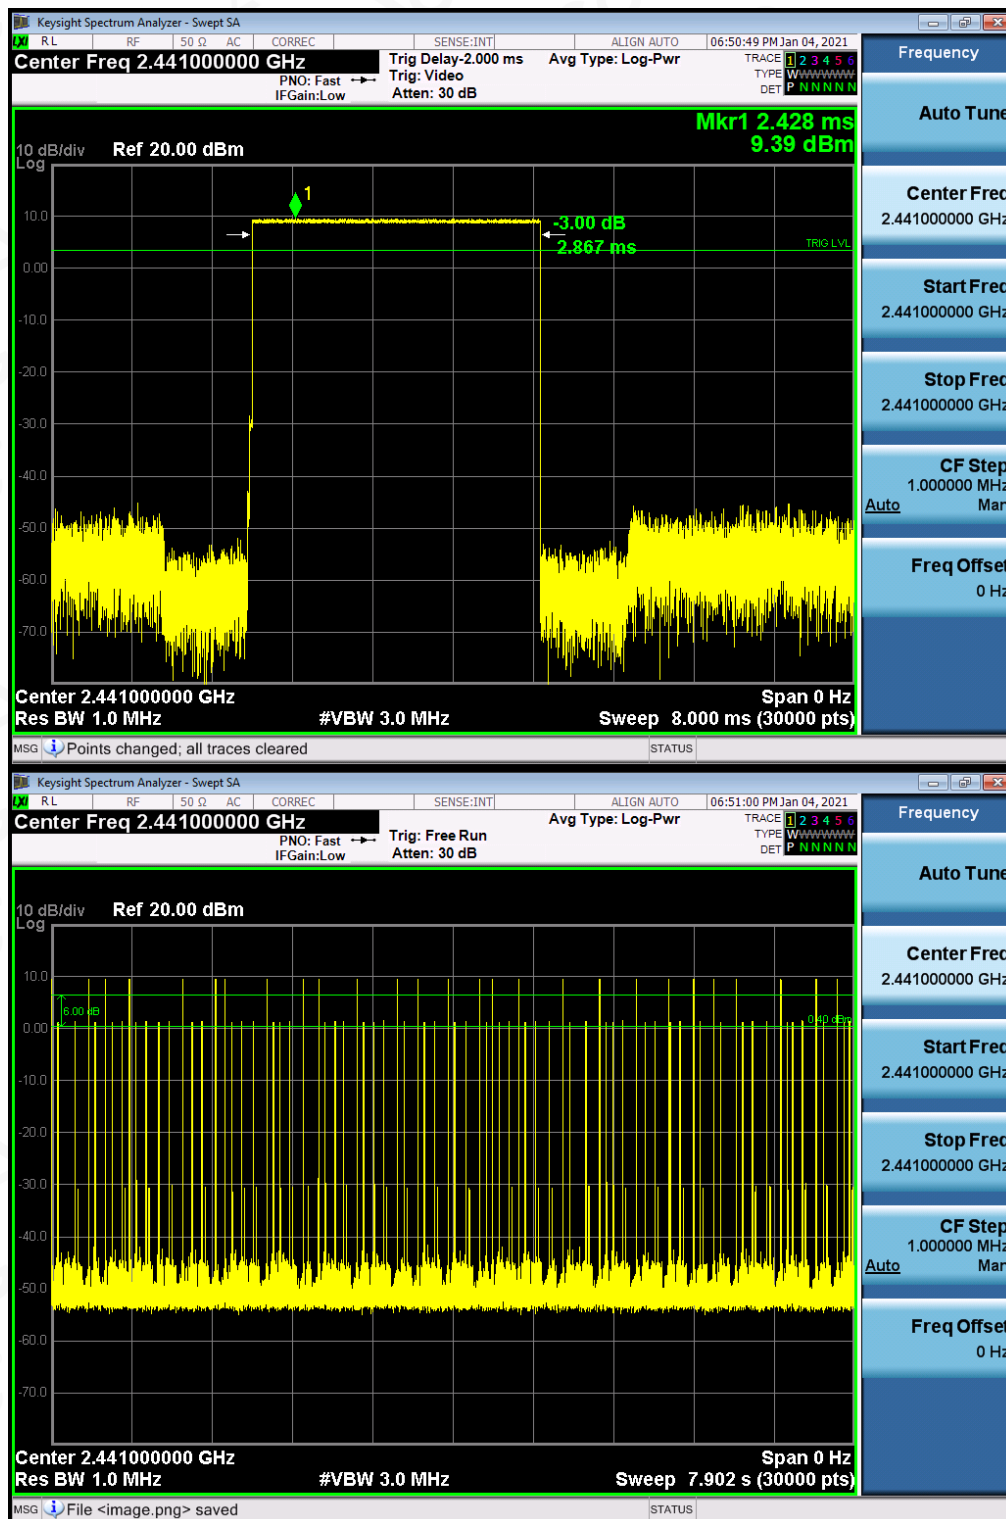 Keysight Spectrum Analyzer - Swept SA
LXI RL RF 50 Ω AC CORREC SENSE:INT ALIGN AUTO 06:50:49 PM Jan 04, 2021
Center Freq 2.441000000 GHz
PNO: Fast
IFGain:Low
Trig Delay-2.000 ms
Trig: Video
Atten: 30 dB
Avg Type: Log-Pwr
TRACE 1 2 3 4 5 6
TYPE WWWWWWW
DET P N N N N N
Mkr1 2.428 ms
9.39 dBm
10 dB/div
Log
Ref 20.00 dBm
1
10.0
-3.00 dB
2.867 ms
TRIG LVL
0.00
-10.0
-20.0
-30.0
-40.0
-50.0
-60.0
-70.0
Center 2.441000000 GHz
Span 0 Hz
Res BW 1.0 MHz
#VBW 3.0 MHz
Sweep 8.000 ms (30000 pts)
MSG Points changed; all traces cleared
STATUS
Frequency
Auto Tune
Center Freq
2.441000000 GHz
Start Freq
2.441000000 GHz
Stop Freq
2.441000000 GHz
CF Step
1.000000 MHz
Auto Man
Freq Offset
0 Hz
Keysight Spectrum Analyzer - Swept SA
LXI RL RF 50 Ω AC CORREC SENSE:INT ALIGN AUTO 06:51:00 PM Jan 04, 2021
Center Freq 2.441000000 GHz
PNO: Fast
IFGain:Low
Trig: Free Run
Atten: 30 dB
Avg Type: Log-Pwr
TRACE 1 2 3 4 5 6
TYPE WWWWWWW
DET P N N N N N
10 dB/div
Log
Ref 20.00 dBm
10.0
6.00 dB
0.40 dBm
0.00
-10.0
-20.0
-30.0
-40.0
-50.0
-60.0
-70.0
Center 2.441000000 GHz
Span 0 Hz
Res BW 1.0 MHz
#VBW 3.0 MHz
Sweep 7.902 s (30000 pts)
MSG File <image.png> saved
STATUS
Frequency
Auto Tune
Center Freq
2.441000000 GHz
Start Freq
2.441000000 GHz
Stop Freq
2.441000000 GHz
CF Step
1.000000 MHz
Auto Man
Freq Offset
0 Hz